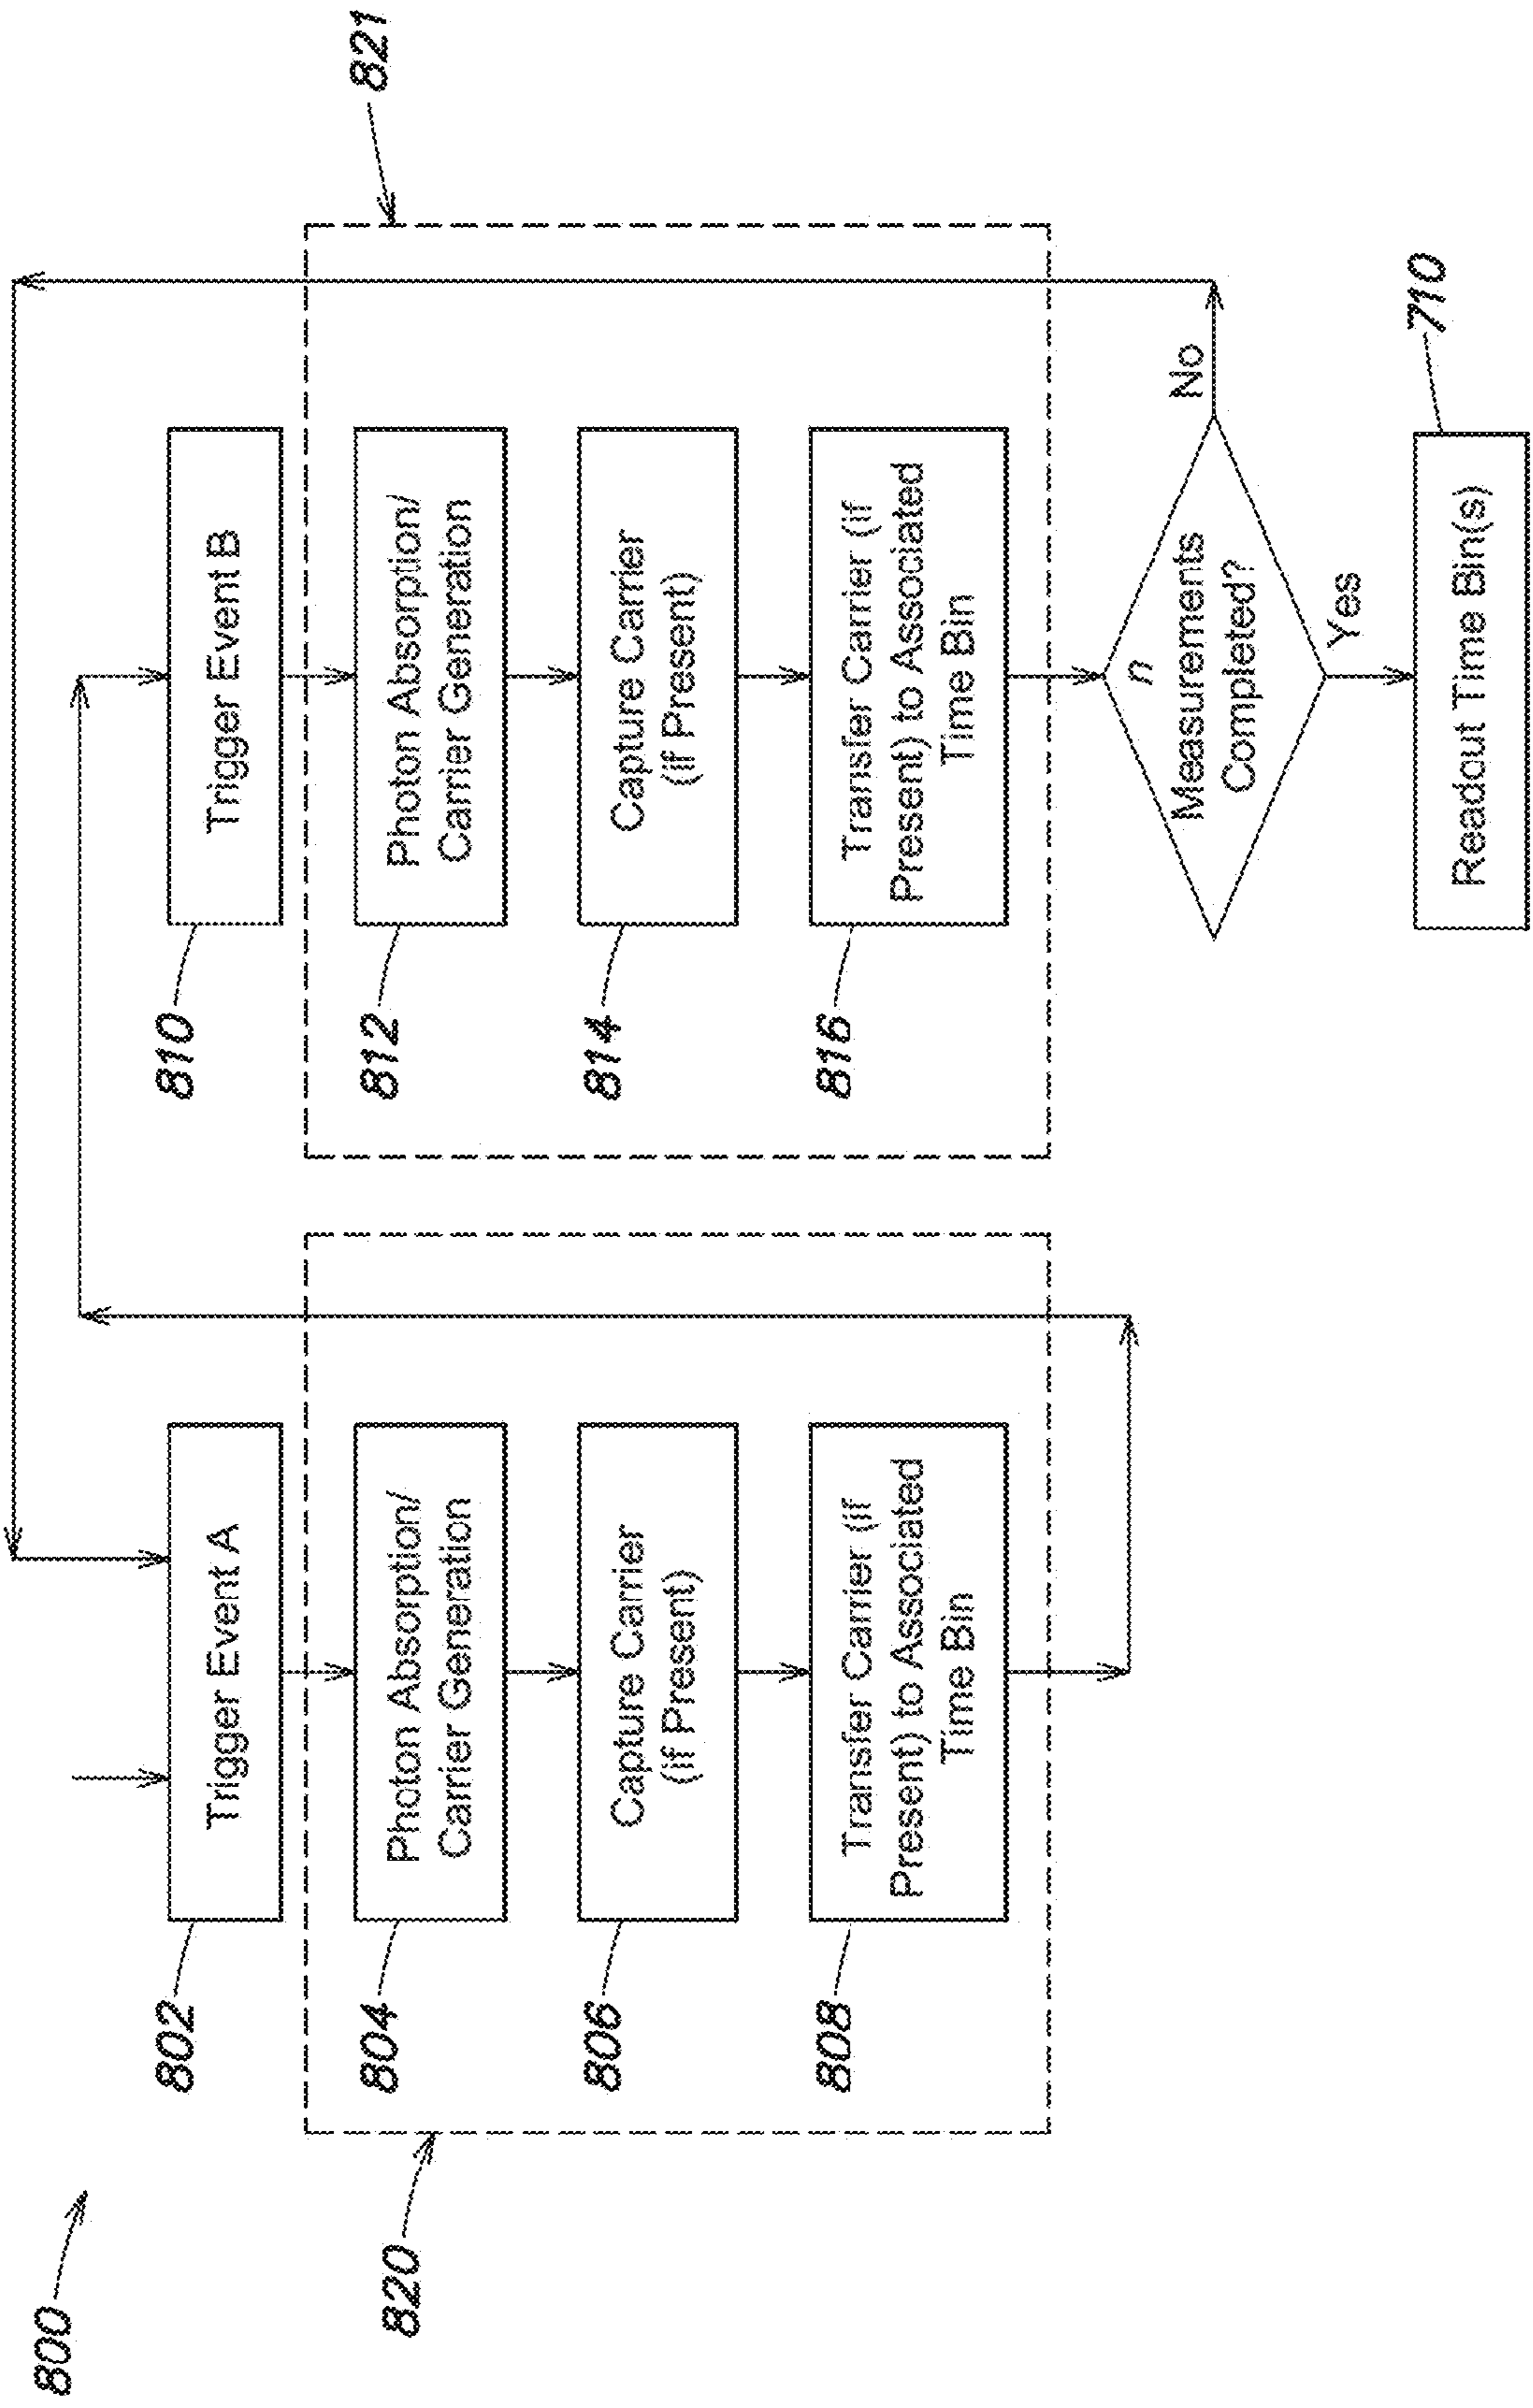 800
802
Trigger Event A
820
804
Photon Absorption/
Carrier Generation
806
Capture Carrier
(if Present)
808
Transfer Carrier (if
Present) to Associated
Time Bin
810
Trigger Event B
821
812
Photon Absorption/
Carrier Generation
814
Capture Carrier
(if Present)
816
Transfer Carrier (if
Present) to Associated
Time Bin
n
Measurements
Completed?
No
Yes
710
Readout Time Bin(s)